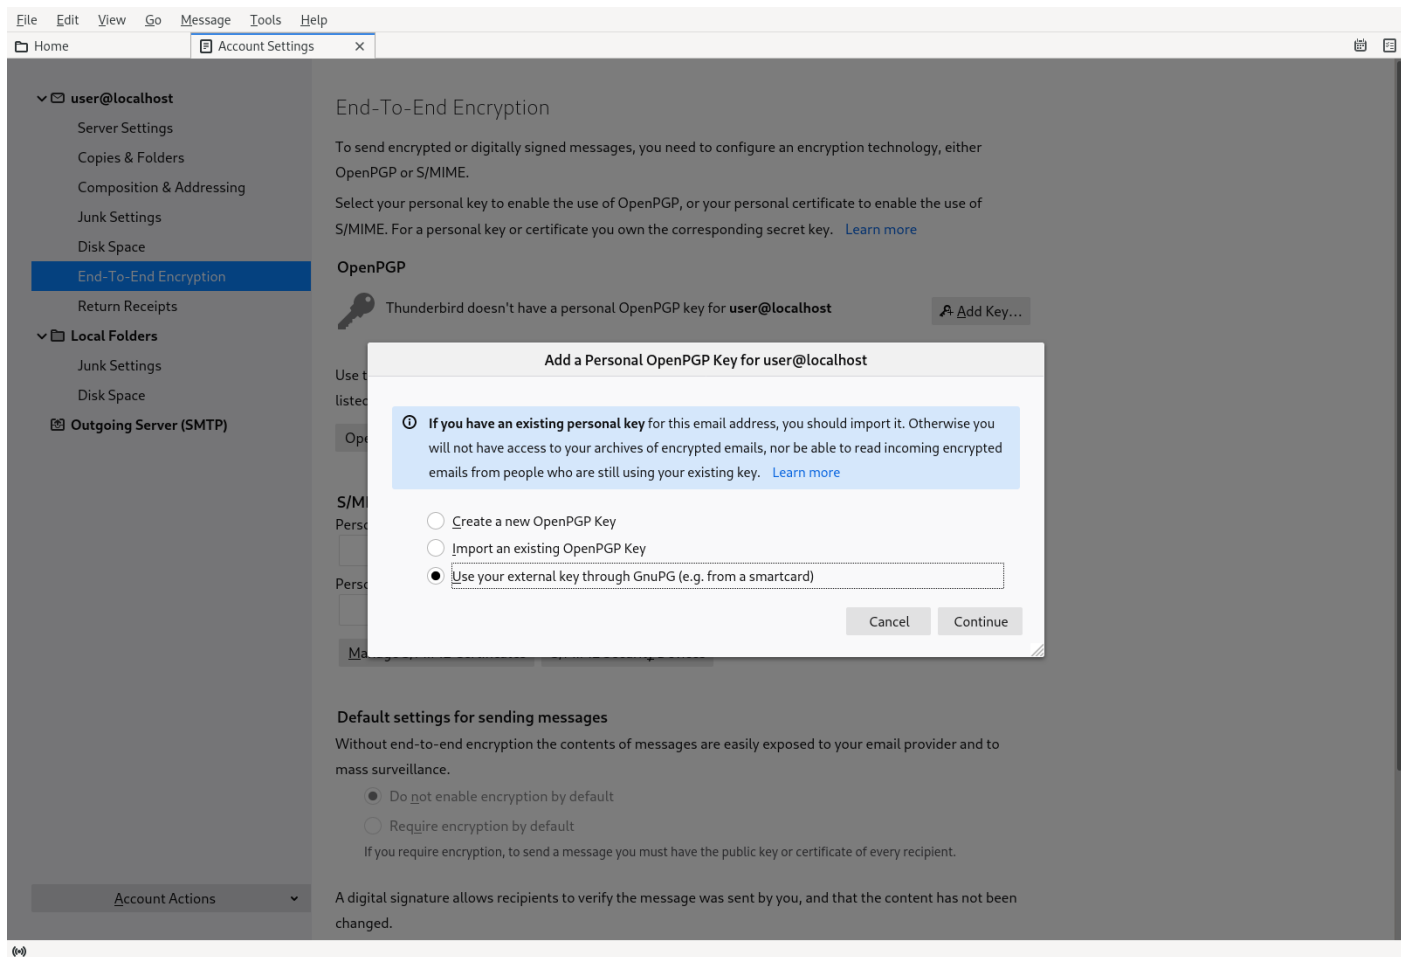 File Edit View Go Message Tools Help
Home
Account Settings
user@localhost
Server Settings
Copies & Folders
Composition & Addressing
Junk Settings
Disk Space
End-To-End Encryption
Return Receipts
Local Folders
Junk Settings
Disk Space
Outgoing Server (SMTP)
Account Actions
End-To-End Encryption
To send encrypted or digitally signed messages, you need to configure an encryption technology, either
OpenPGP or S/MIME.
Select your personal key to enable the use of OpenPGP, or your personal certificate to enable the use of
S/MIME. For a personal key or certificate you own the corresponding secret key. Learn more
OpenPGP
Thunderbird doesn't have a personal OpenPGP key for user@localhost
Add Key...
Use t
listed
Ope
S/MI
Perso
Perso
Add a Personal OpenPGP Key for user@localhost
If you have an existing personal key for this email address, you should import it. Otherwise you
will not have access to your archives of encrypted emails, nor be able to read incoming encrypted
emails from people who are still using your existing key. Learn more
Create a new OpenPGP Key
Import an existing OpenPGP Key
Use your external key through GnuPG (e.g. from a smartcard)
Cancel
Continue
Default settings for sending messages
Without end-to-end encryption the contents of messages are easily exposed to your email provider and to
mass surveillance.
Do not enable encryption by default
Require encryption by default
If you require encryption, to send a message you must have the public key or certificate of every recipient.
A digital signature allows recipients to verify the message was sent by you, and that the content has not been
changed.